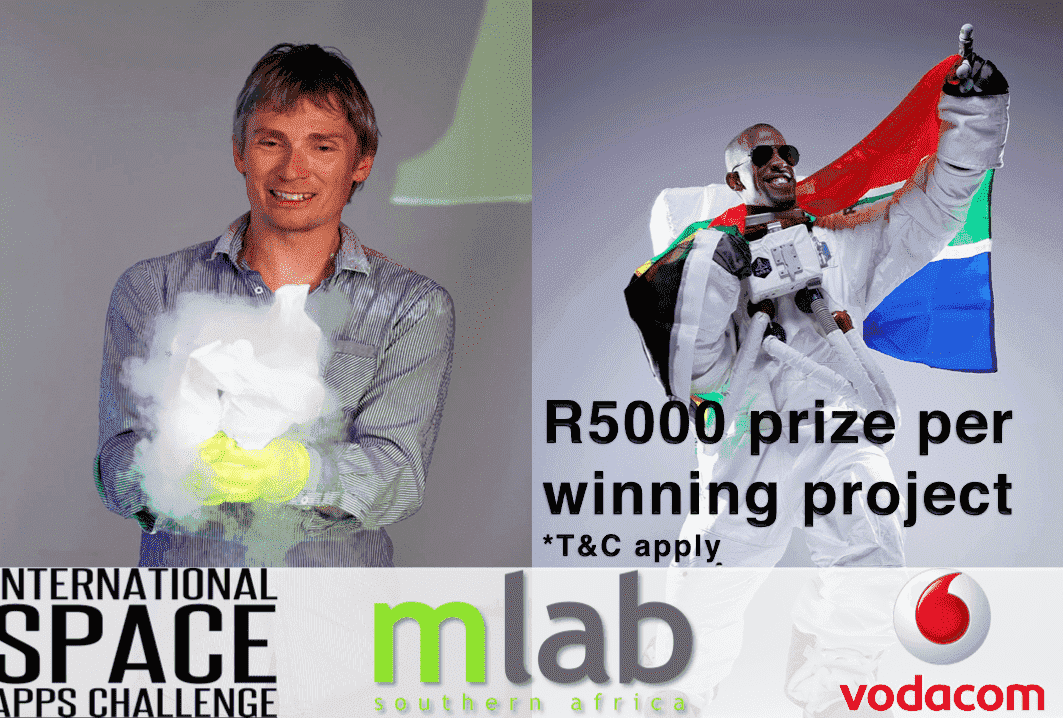 R5000 prize per
winning project
*T&C apply
INTERNATIONAL
SPACE
APPS CHALLENGE
mlab
southern africa
vodacom